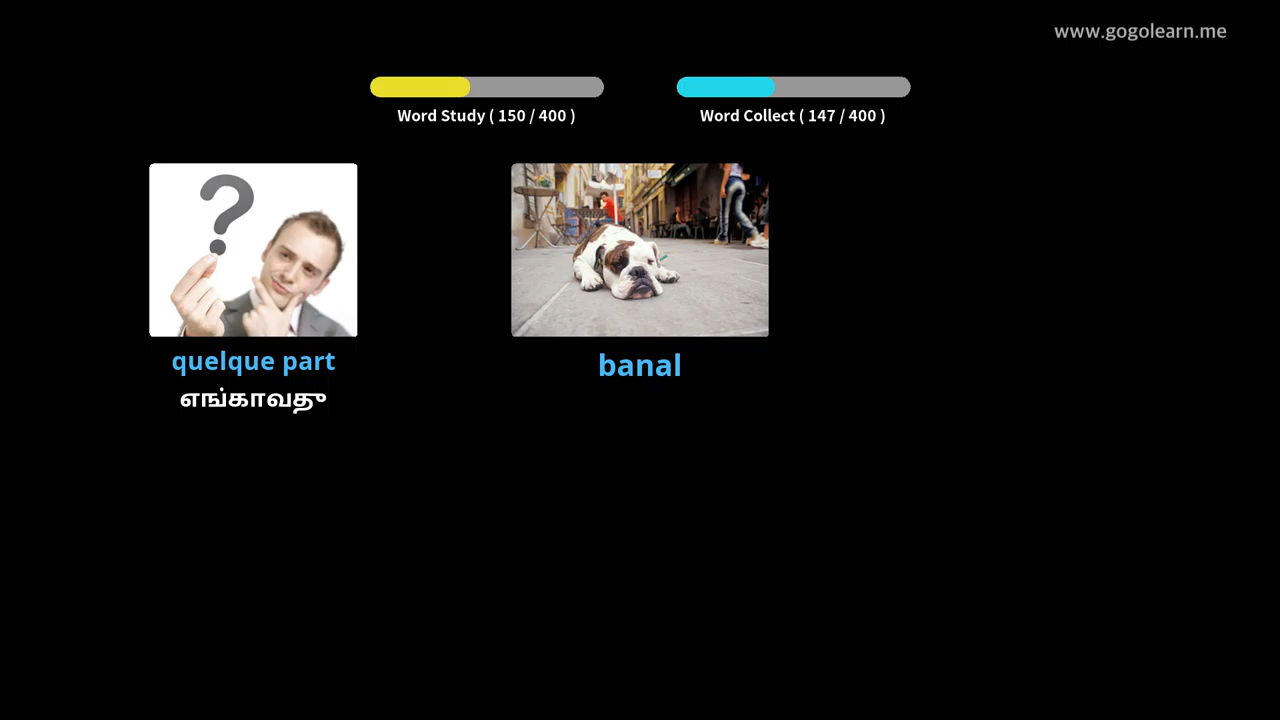 www.gogolearn.me
Word Study ( 150 / 400 )
Word Collect ( 147 / 400 )
quelque part
எங்காவது
banal